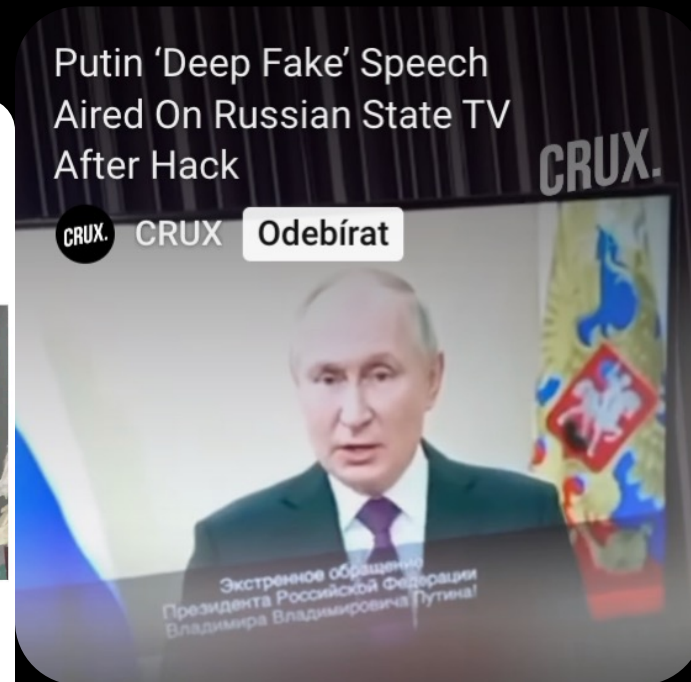 Putin ‘Deep Fake’ Speech
Aired On Russian State TV
After Hack
CRUX.
CRUX. CRUX Odebírat
Экстренное обращение
Президента Российской Федерации
Владимира Владимировича Путина!